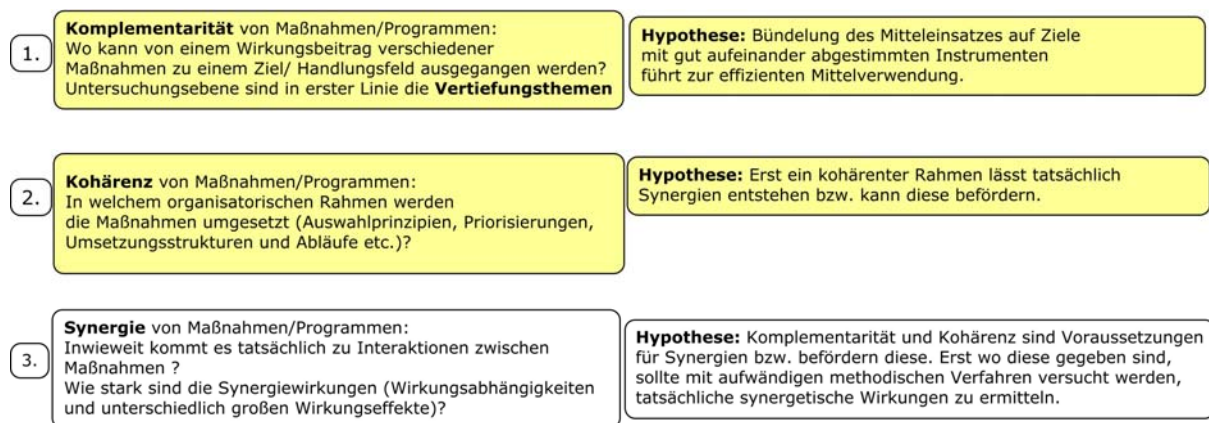 1.
Komplementarität von Maßnahmen/Programmen:
Wo kann von einem Wirkungsbeitrag verschiedener
Maßnahmen zu einem Ziel/ Handlungsfeld ausgegangen werden?
Untersuchungsebene sind in erster Linie die Vertiefungsthemen
Hypothese: Bündelung des Mitteleinsatzes auf Ziele
mit gut aufeinander abgestimmten Instrumenten
führt zur effizienten Mittelverwendung.
2.
Kohärenz von Maßnahmen/Programmen:
In welchem organisatorischen Rahmen werden
die Maßnahmen umgesetzt (Auswahlprinzipien, Priorisierungen,
Umsetzungsstrukturen und Abläufe etc.)?
Hypothese: Erst ein kohärenter Rahmen lässt tatsächlich
Synergien entstehen bzw. kann diese befördern.
3.
Synergie von Maßnahmen/Programmen:
Inwieweit kommt es tatsächlich zu Interaktionen zwischen
Maßnahmen ?
Wie stark sind die Synergiewirkungen (Wirkungsabhängigkeiten
und unterschiedlich großen Wirkungseffekte)?
Hypothese: Komplementarität und Kohärenz sind Voraussetzungen
für Synergien bzw. befördern diese. Erst wo diese gegeben sind,
sollte mit aufwändigen methodischen Verfahren versucht werden,
tatsächliche synergetische Wirkungen zu ermitteln.